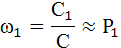 ω₁ = C₁/C ≈ P₁